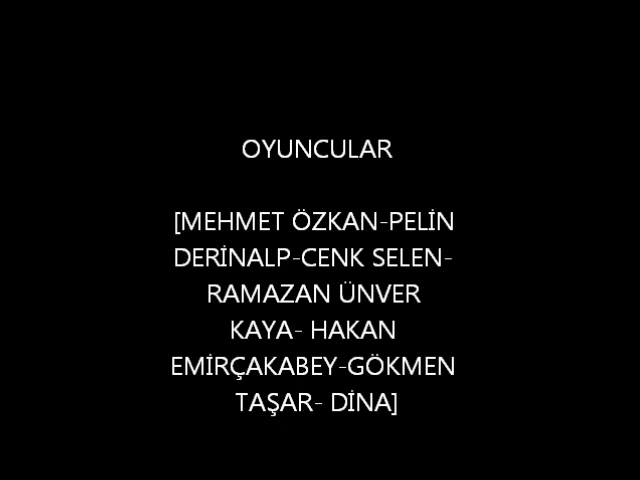 OYUNCULAR
[MEHMET ÖZKAN-PELİN
DERİNALP-CENK SELEN-
RAMAZAN ÜNVER
KAYA- HAKAN
EMİRÇAKABEY-GÖKMEN
TAŞAR- DİNA]